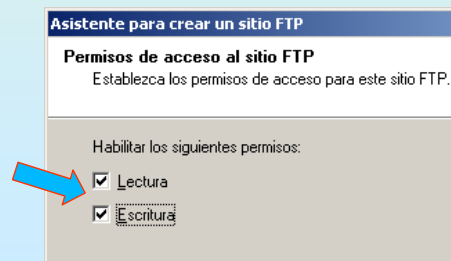 Asistente para crear un sitio FTP
Permisos de acceso al sitio FTP
Establezca los permisos de acceso para este sitio FTP.
Habilitar los siguientes permisos:
Lectura
Escritura